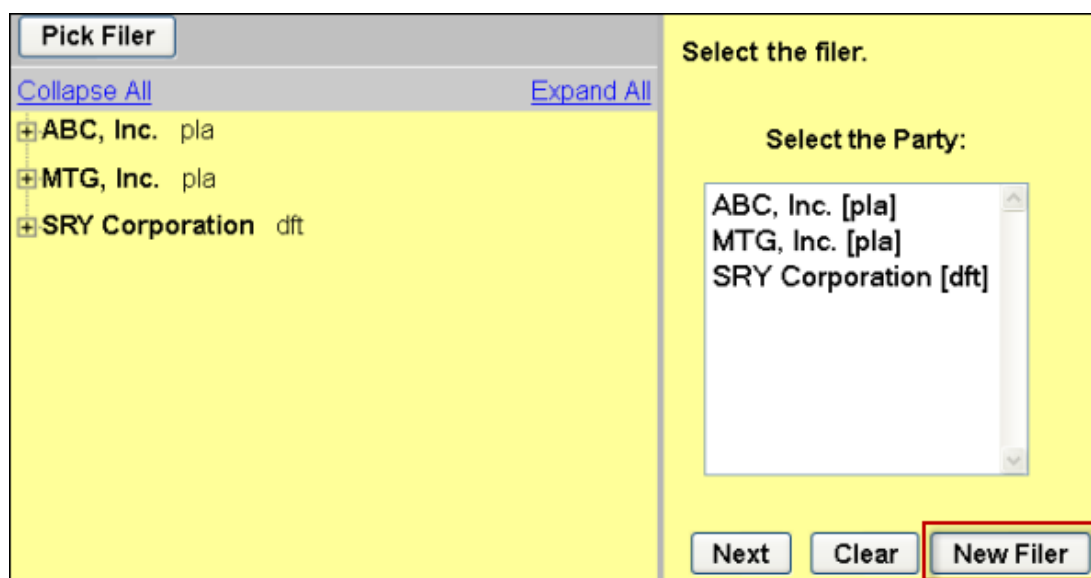 Pick Filer
Collapse All Expand All
ABC, Inc. pla
MTG, Inc. pla
SRY Corporation dft
Select the filer.
Select the Party:
ABC, Inc. [pla]
MTG, Inc. [pla]
SRY Corporation [dft]
Next Clear New Filer